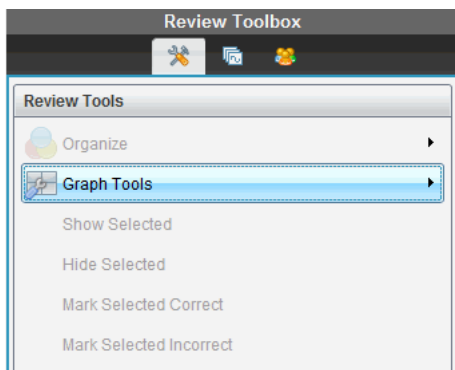 Review Toolbox
Review Tools
Organize
Graph Tools
Show Selected
Hide Selected
Mark Selected Correct
Mark Selected Incorrect